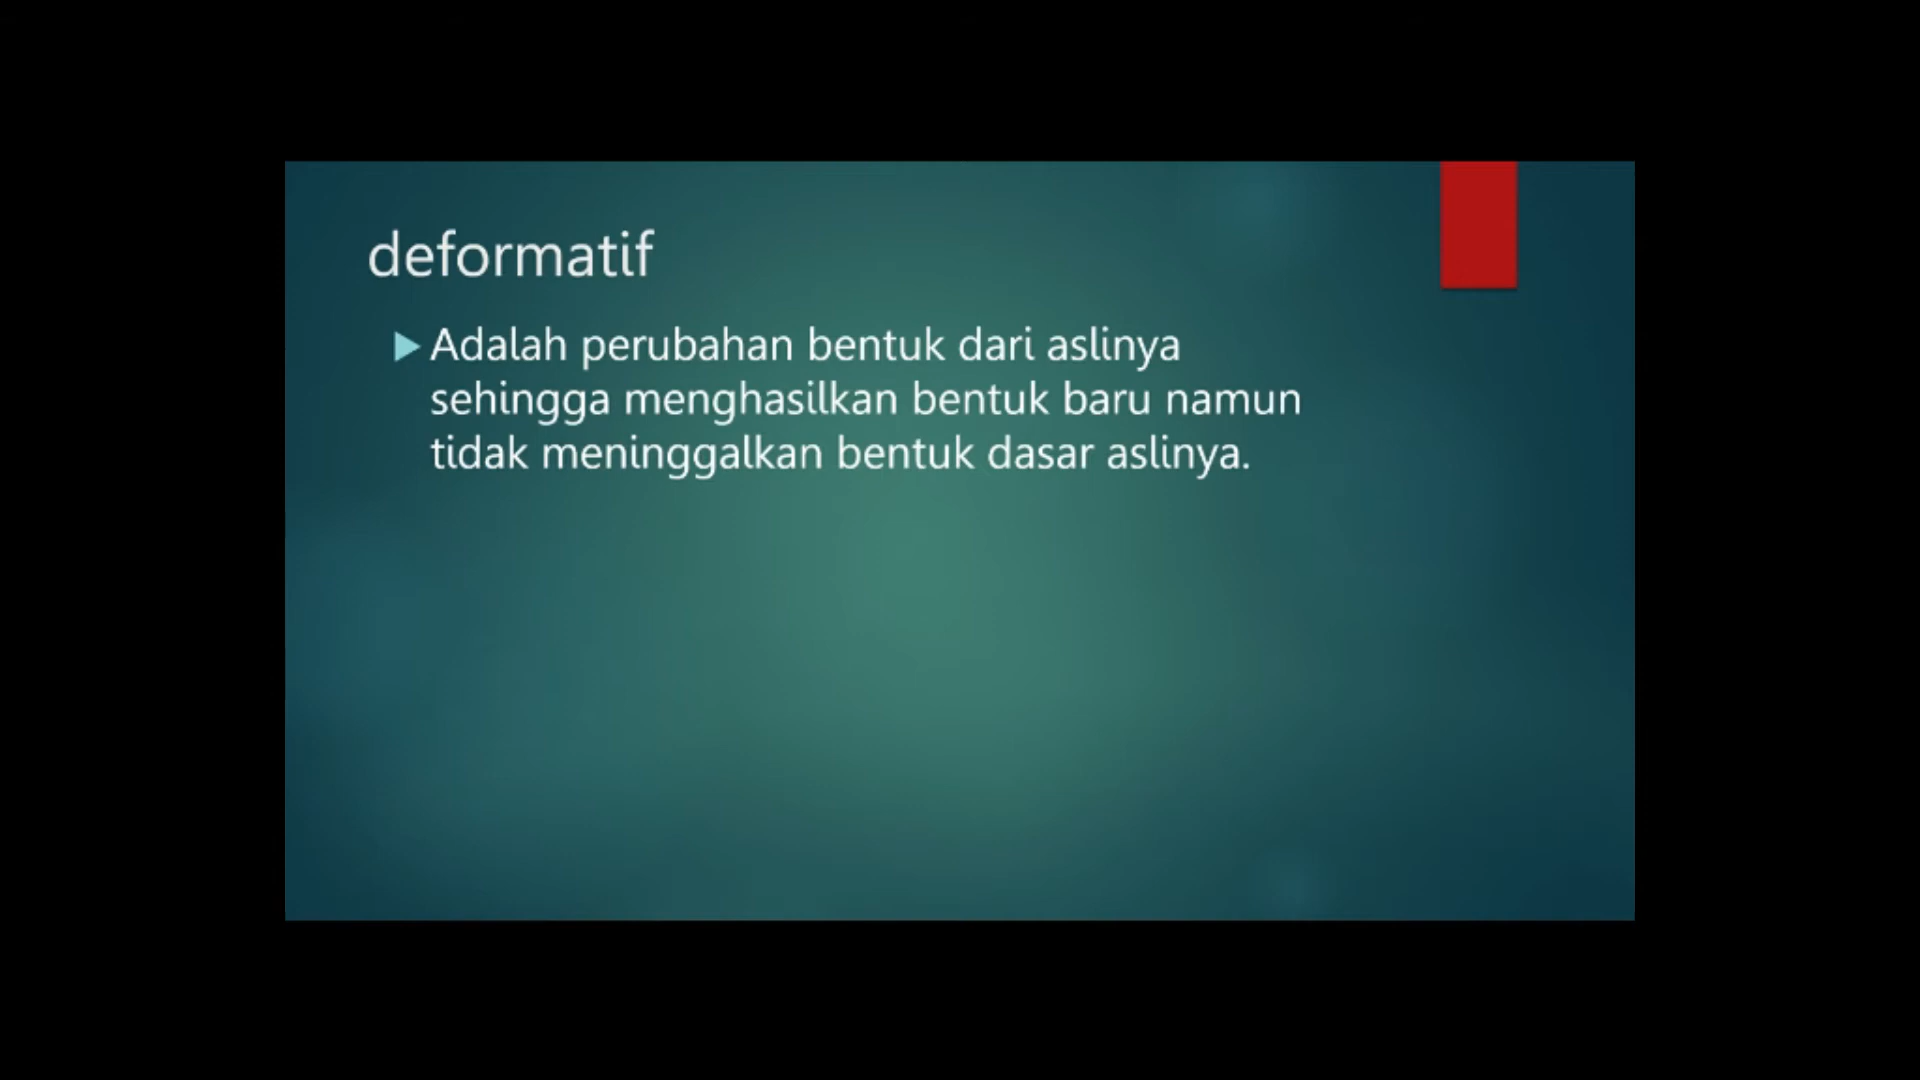 deformatif
Adalah perubahan bentuk dari aslinya
sehingga menghasilkan bentuk baru namun
tidak meninggalkan bentuk dasar aslinya.